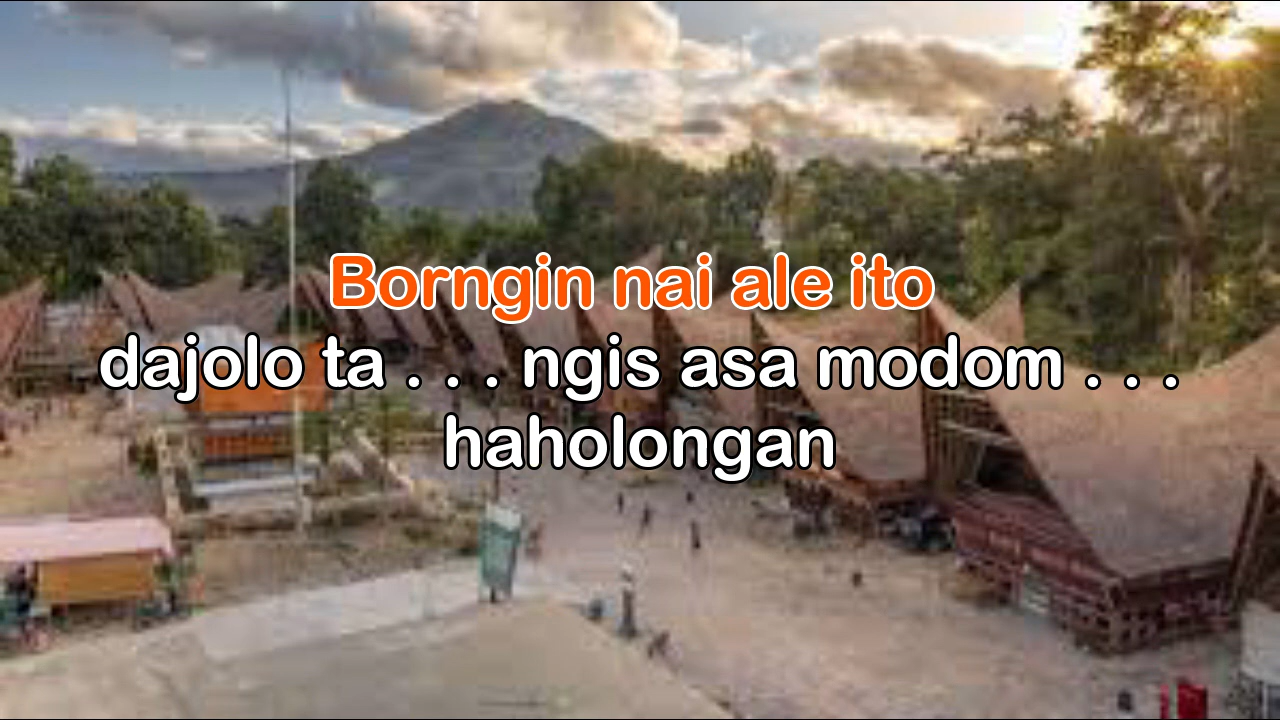 Borngin nai ale ito
dajolo ta . . . ngis asa modom . . .
haholongan